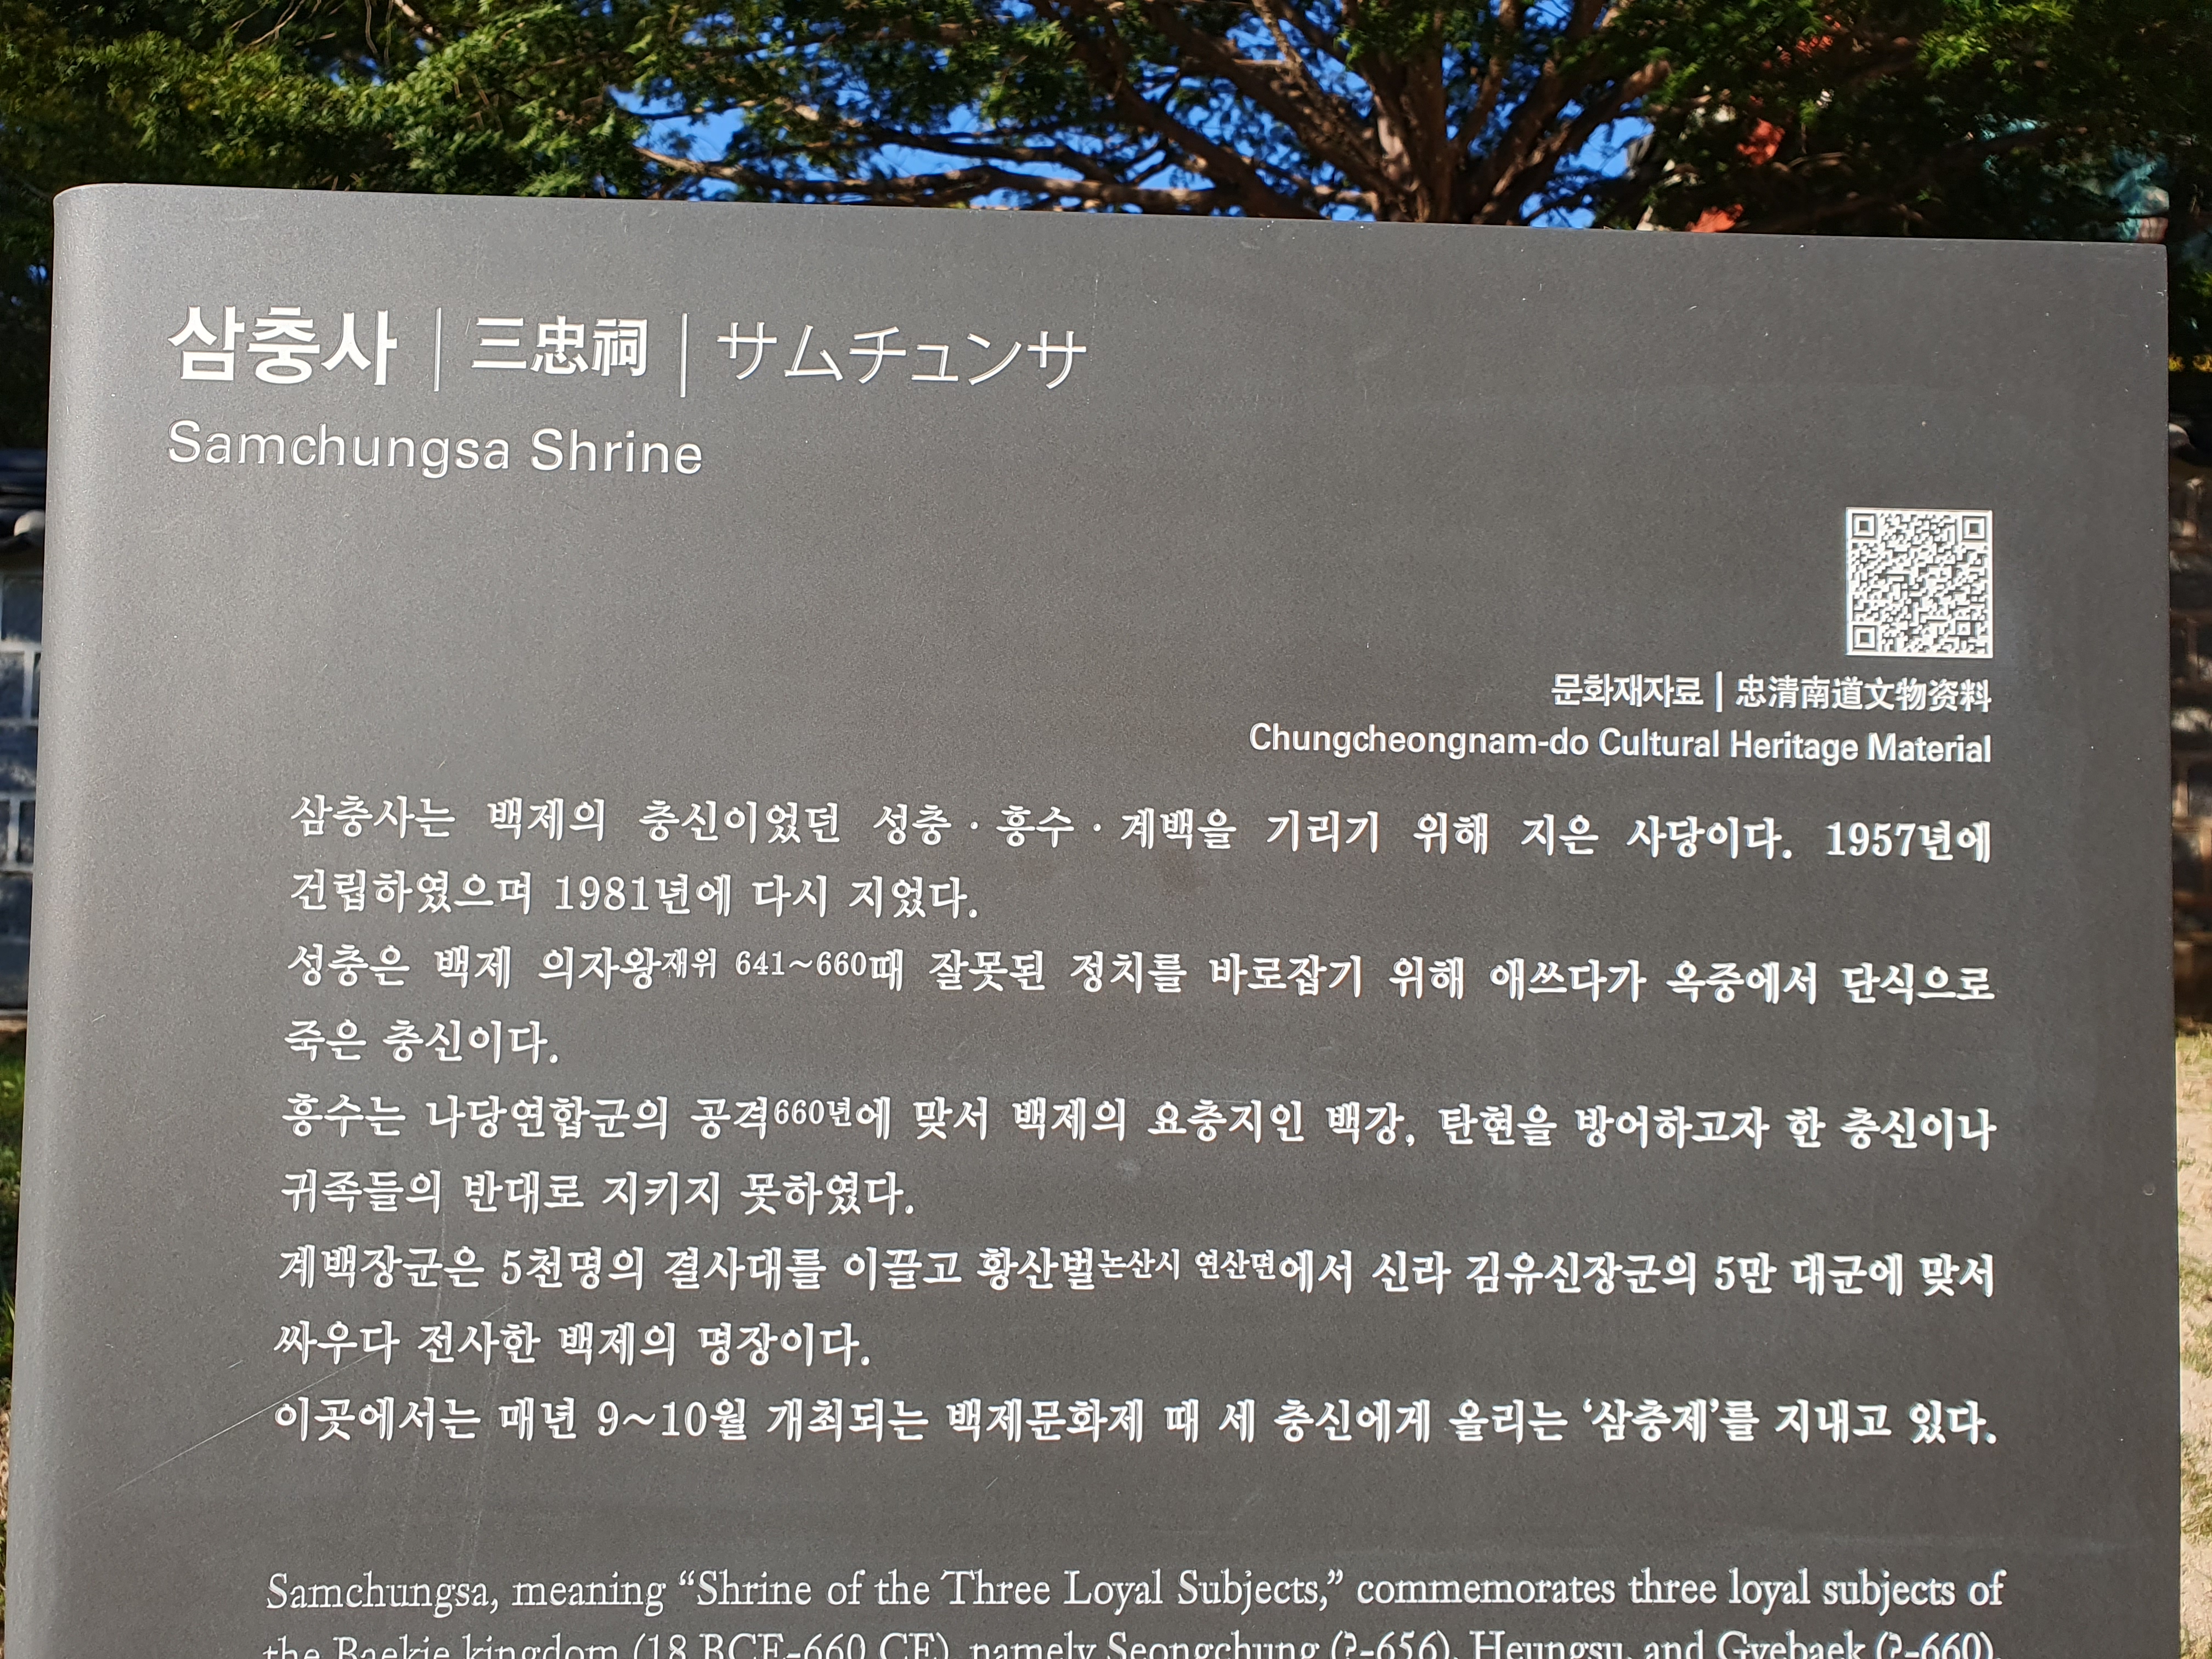 삼충사 | 三忠祠 | サムチュンサ
Samchungsa Shrine
문화재자료 | 忠清南道文物资料
Chungcheongnam-do Cultural Heritage Material
삼충사는 백제의 충신이었던 성충 · 흥수 · 계백을 기리기 위해 지은 사당이다. 1957년에
건립하였으며 1981년에 다시 지었다.
성충은 백제 의자왕재위 641~660때 잘못된 정치를 바로잡기 위해 애쓰다가 옥중에서 단식으로
죽은 충신이다.
흥수는 나당연합군의 공격660년에 맞서 백제의 요충지인 백강, 탄현을 방어하고자 한 충신이나
귀족들의 반대로 지키지 못하였다.
계백장군은 5천명의 결사대를 이끌고 황산벌논산시 연산면에서 신라 김유신장군의 5만 대군에 맞서
싸우다 전사한 백제의 명장이다.
이곳에서는 매년 9~10월 개최되는 백제문화제 때 세 충신에게 올리는 ‘삼충제’를 지내고 있다.
Samchungsa, meaning “Shrine of the Three Loyal Subjects,” commemorates three loyal subjects of
the Baekje kingdom (18 BCE-660 CE), namely Seongchung (?-656), Heungsu, and Gyebaek (?-660).